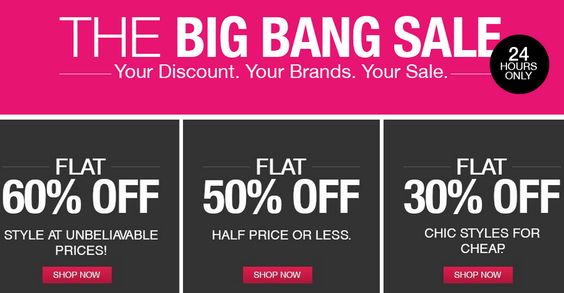 THE BIG BANG SALE
Your Discount. Your Brands. Your Sale.
24
HOURS
ONLY
FLAT
60% OFF
STYLE AT UNBELIAVABLE
PRICES!
SHOP NOW
FLAT
50% OFF
HALF PRICE OR LESS.
SHOP NOW
FLAT
30% OFF
CHIC STYLES FOR
CHEAP.
SHOP NOW